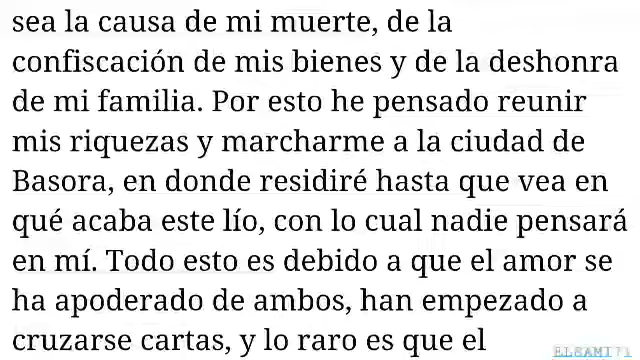 sea la causa de mi muerte, de la
confiscación de mis bienes y de la deshonra
de mi familia. Por esto he pensado reunir
mis riquezas y marcharme a la ciudad de
Basora, en donde residiré hasta que vea en
qué acaba este lío, con lo cual nadie pensará
en mí. Todo esto es debido a que el amor se
ha apoderado de ambos, han empezado a
cruzarse cartas, y lo raro es que el